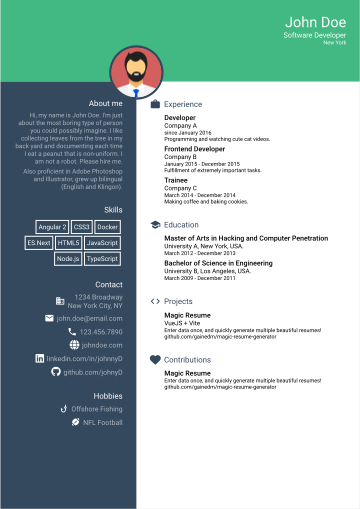 John Doe
Software Developer
New York
About me
Hi, my name is John Doe. I'm just
about the most boring type of person
you could possibly imagine. I like
collecting leaves from the tree in my
back yard and documenting each time
I eat a peanut that is non-uniform. I
am not a robot. Please hire me.
Also proficient in Adobe Photoshop
and Illustrator, grew up bilingual
(English and Klingon).
Skills
Angular 2 CSS3 Docker
ES.Next HTML5 JavaScript
Node.js TypeScript
Contact
1234 Broadway
New York City, NY
john.doe@email.com
123.456.7890
johndoe.com
linkedin.com/in/johnnyD
github.com/johnyD
Hobbies
Offshore Fishing
NFL Football
Experience
Developer
Company A
since January 2016
Programming and watching cute cat videos.
Frontend Developer
Company B
January 2015 - December 2015
Fulfillment of extremely important tasks.
Trainee
Company C
March 2014 - December 2014
Making coffee and baking cookies.
Education
Master of Arts in Hacking and Computer Penetration
University A, New York, USA.
March 2012 - December 2013
Bachelor of Science in Engineering
University B, Los Angeles, USA.
March 2009 - December 2011
Projects
Magic Resume
VueJS + Vite
Enter data once, and quickly generate multiple beautiful resumes!
github.com/gainedm/magic-resume-generator
Contributions
Magic Resume
Enter data once, and quickly generate multiple beautiful resumes!
github.com/gainedm/magic-resume-generator